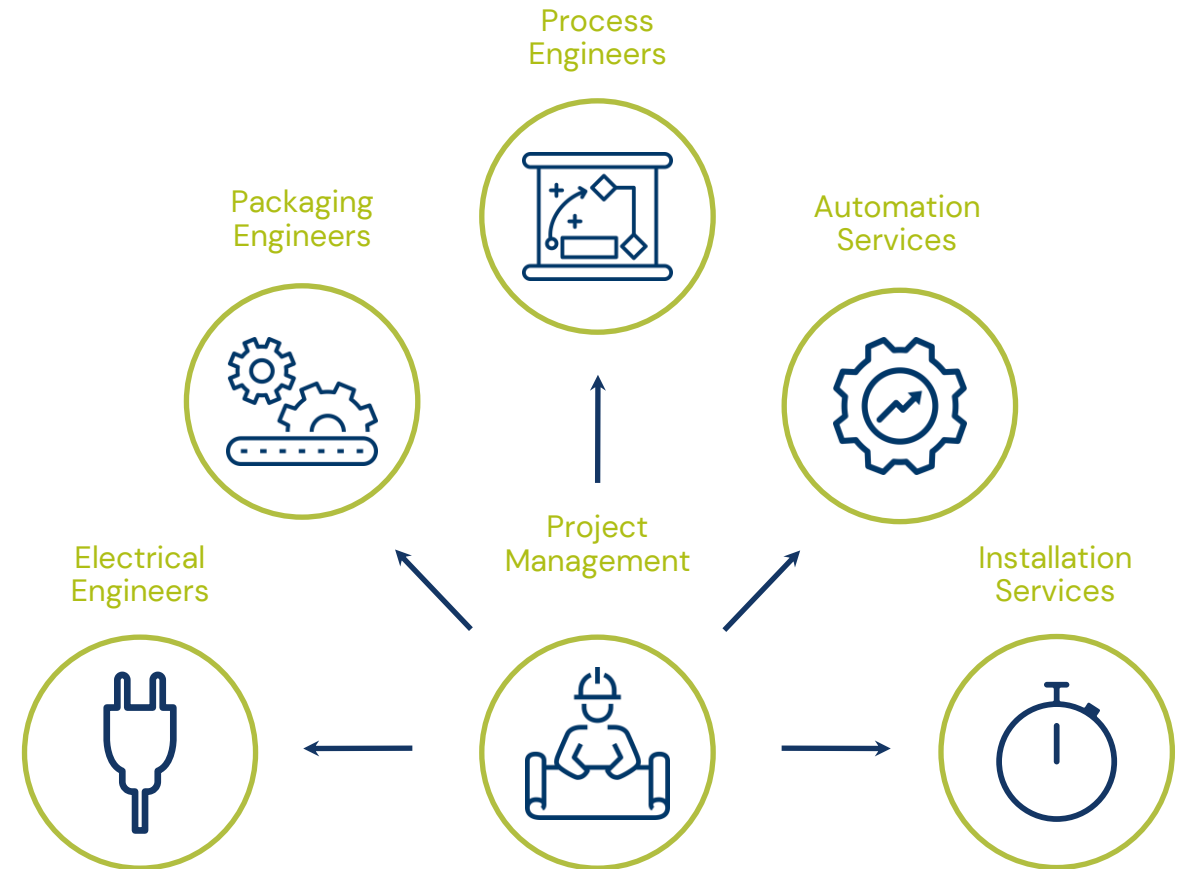 Process
Engineers
Packaging
Engineers
Automation
Services
Project
Management
Electrical
Engineers
Installation
Services